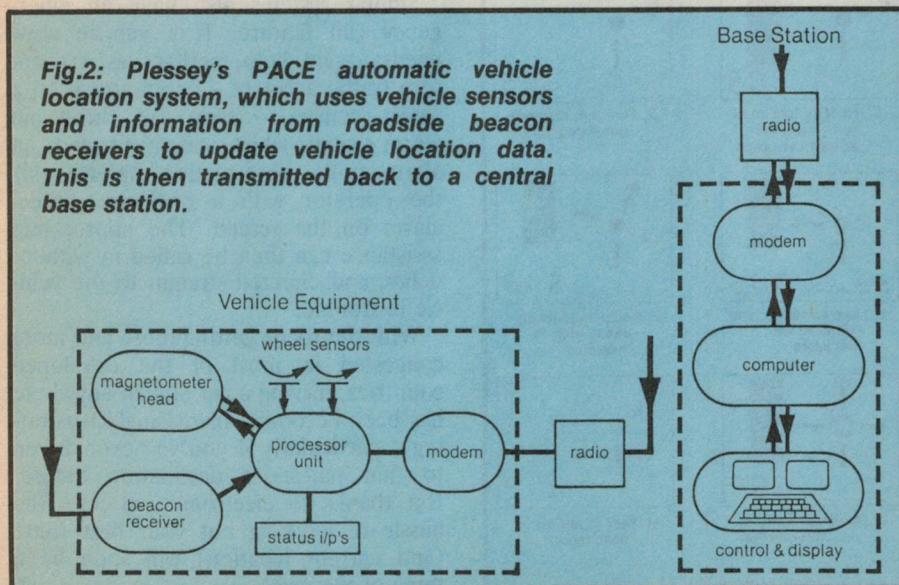 Fig.2: Plessey's PACE automatic vehicle
location system, which uses vehicle sensors
and information from roadside beacon
receivers to update vehicle location data.
This is then transmitted back to a central
base station.
Base Station
radio
modem
computer
control & display
Vehicle Equipment
wheel sensors
magnetometer
head
processor
unit
modem
radio
beacon
receiver
status i/p's